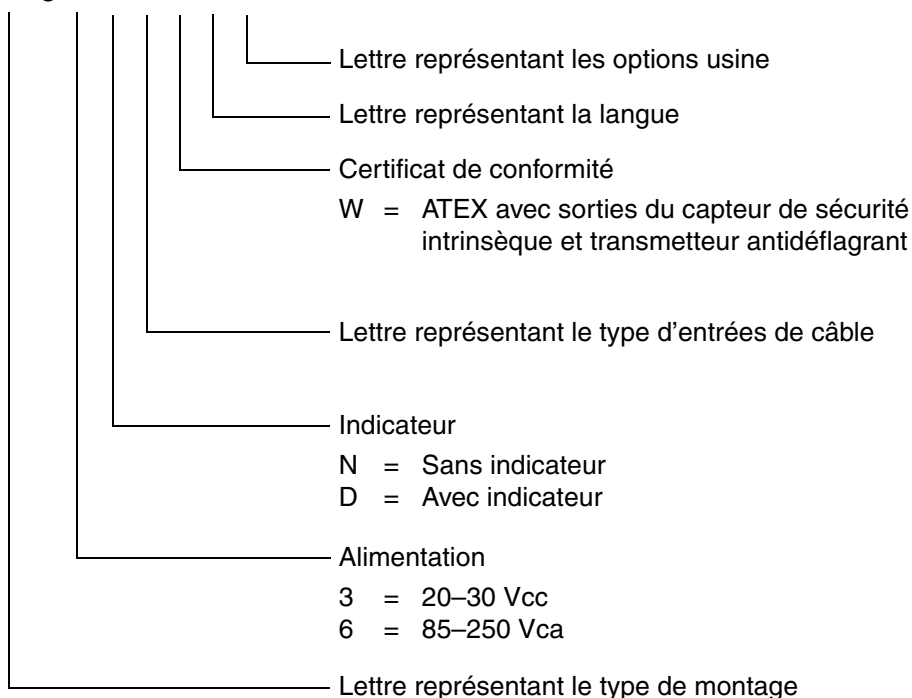 Lettre représentant les options usine
Lettre représentant la langue
Certificat de conformité
W = ATEX avec sorties du capteur de sécurité
intrinsèque et transmetteur antidéflagrant
Lettre représentant le type d'entrées de câble
Indicateur
N = Sans indicateur
D = Avec indicateur
Alimentation
3 = 20–30 Vcc
6 = 85–250 Vca
Lettre représentant le type de montage